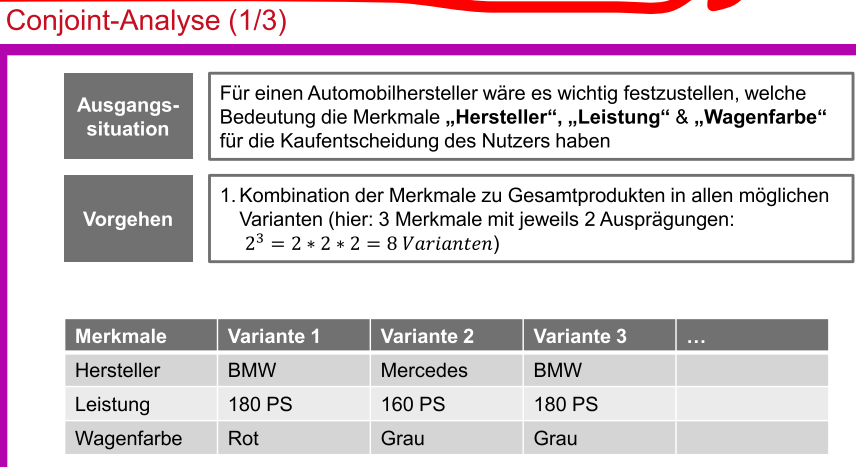 Conjoint-Analyse (1/3)
Ausgangs-
situation
Für einen Automobilhersteller wäre es wichtig festzustellen, welche
Bedeutung die Merkmale „Hersteller“, „Leistung“ & „Wagenfarbe“
für die Kaufentscheidung des Nutzers haben
Vorgehen
1. Kombination der Merkmale zu Gesamtprodukten in allen möglichen
Varianten (hier: 3 Merkmale mit jeweils 2 Ausprägungen:
2³ = 2 ∗ 2 ∗ 2 = 8 Varianten)
Merkmale Variante 1 Variante 2 Variante 3 …
Hersteller BMW Mercedes BMW
Leistung 180 PS 160 PS 180 PS
Wagenfarbe Rot Grau Grau